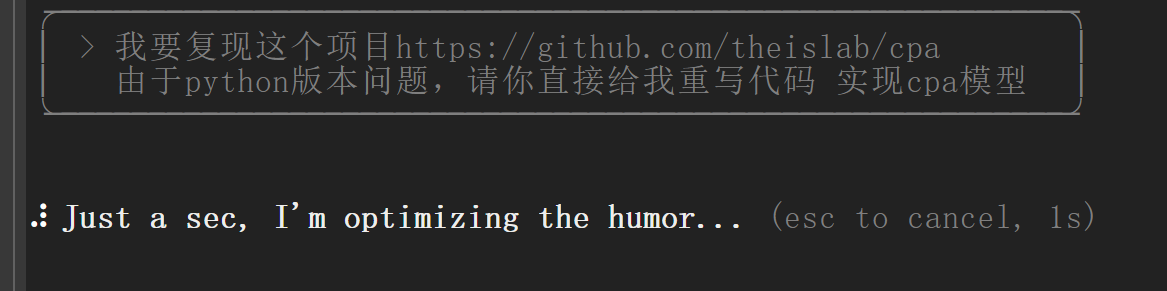 > 我要复现这个项目https://github.com/theislab/cpa
由于python版本问题，请你直接给我重写代码 实现cpa模型
⠼ Just a sec, I'm optimizing the humor... (esc to cancel, 1s)